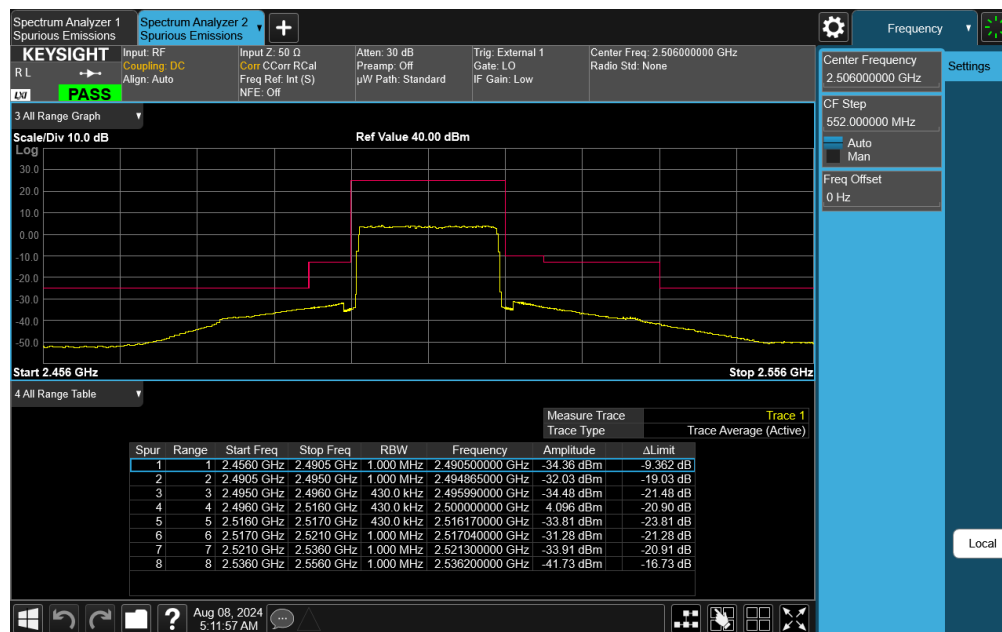 Spectrum Analyzer 1
Spurious Emissions
Spectrum Analyzer 2
Spurious Emissions
Frequency
KEYSIGHT
R L
LXI
PASS
Input: RF
Coupling: DC
Align: Auto
Input Z: 50 Ω
Corr CCorr RCal
Freq Ref: Int (S)
NFE: Off
Atten: 30 dB
Preamp: Off
µW Path: Standard
Trig: External 1
Gate: LO
IF Gain: Low
Center Freq: 2.506000000 GHz
Radio Std: None
Center Frequency
2.506000000 GHz
Settings
CF Step
552.000000 MHz
Auto
Man
Freq Offset
0 Hz
Local
3 All Range Graph
Scale/Div 10.0 dB
Ref Value 40.00 dBm
Log
30.0
20.0
10.0
0.00
-10.0
-20.0
-30.0
-40.0
-50.0
Start 2.456 GHz
Stop 2.556 GHz
4 All Range Table
Measure Trace Trace 1
Trace Type Trace Average (Active)
Spur Range Start Freq Stop Freq RBW Frequency Amplitude ΔLimit
1 1 2.4560 GHz 2.4905 GHz 1.000 MHz 2.490500000 GHz -34.36 dBm -9.362 dB
2 2 2.4905 GHz 2.4950 GHz 1.000 MHz 2.494865000 GHz -32.03 dBm -19.03 dB
3 3 2.4950 GHz 2.4960 GHz 430.0 kHz 2.495990000 GHz -34.48 dBm -21.48 dB
4 4 2.4960 GHz 2.5160 GHz 430.0 kHz 2.500000000 GHz 4.096 dBm -20.90 dB
5 5 2.5160 GHz 2.5170 GHz 430.0 kHz 2.516170000 GHz -33.81 dBm -23.81 dB
6 6 2.5170 GHz 2.5210 GHz 1.000 MHz 2.517040000 GHz -31.28 dBm -21.28 dB
7 7 2.5210 GHz 2.5360 GHz 1.000 MHz 2.521300000 GHz -33.91 dBm -20.91 dB
8 8 2.5360 GHz 2.5560 GHz 1.000 MHz 2.536200000 GHz -41.73 dBm -16.73 dB
Aug 08, 2024
5:11:57 AM